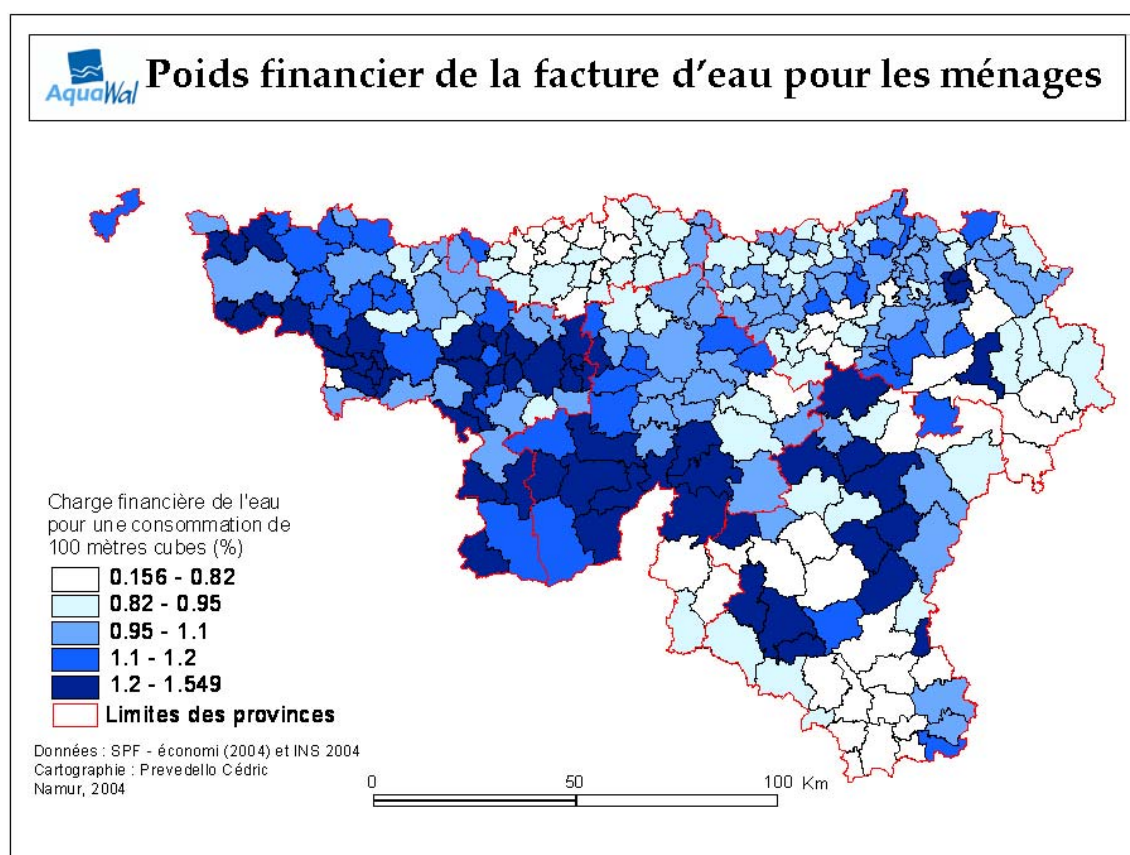 AquaWal
Poids financier de la facture d'eau pour les ménages
Charge financière de l'eau
pour une consommation de
100 mètres cubes (%)
0.156 - 0.82
0.82 - 0.95
0.95 - 1.1
1.1 - 1.2
1.2 - 1.549
Limites des provinces
Données : SPF - économi (2004) et INS 2004
Cartographie : Prevedello Cédric
Namur, 2004
0 50 100 Km